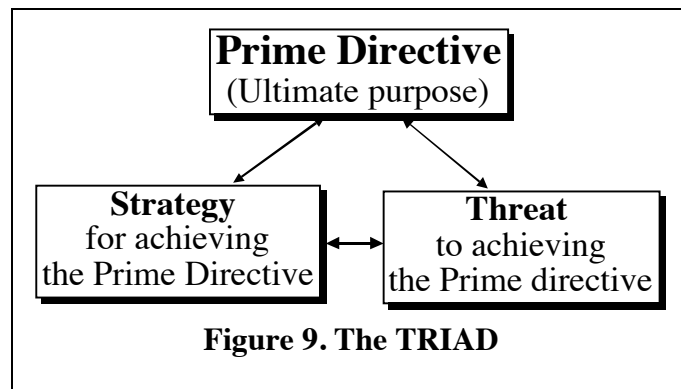 Prime Directive
(Ultimate purpose)
Strategy
for achieving
the Prime Directive
Threat
to achieving
the Prime directive
Figure 9. The TRIAD